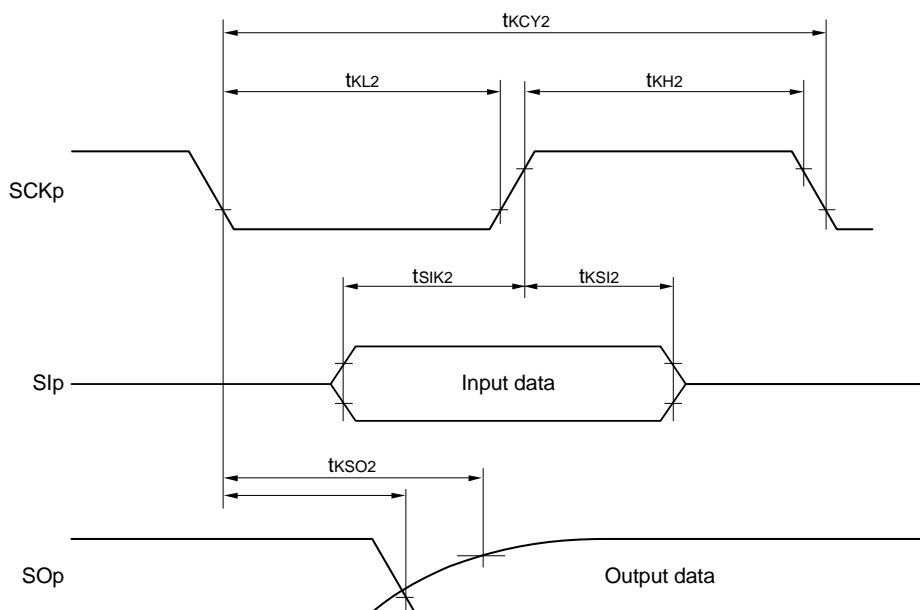 tKCY2
tKL2
tKH2
SCKp
tSIK2
tKSI2
SIp
Input data
tKSO2
SOp
Output data